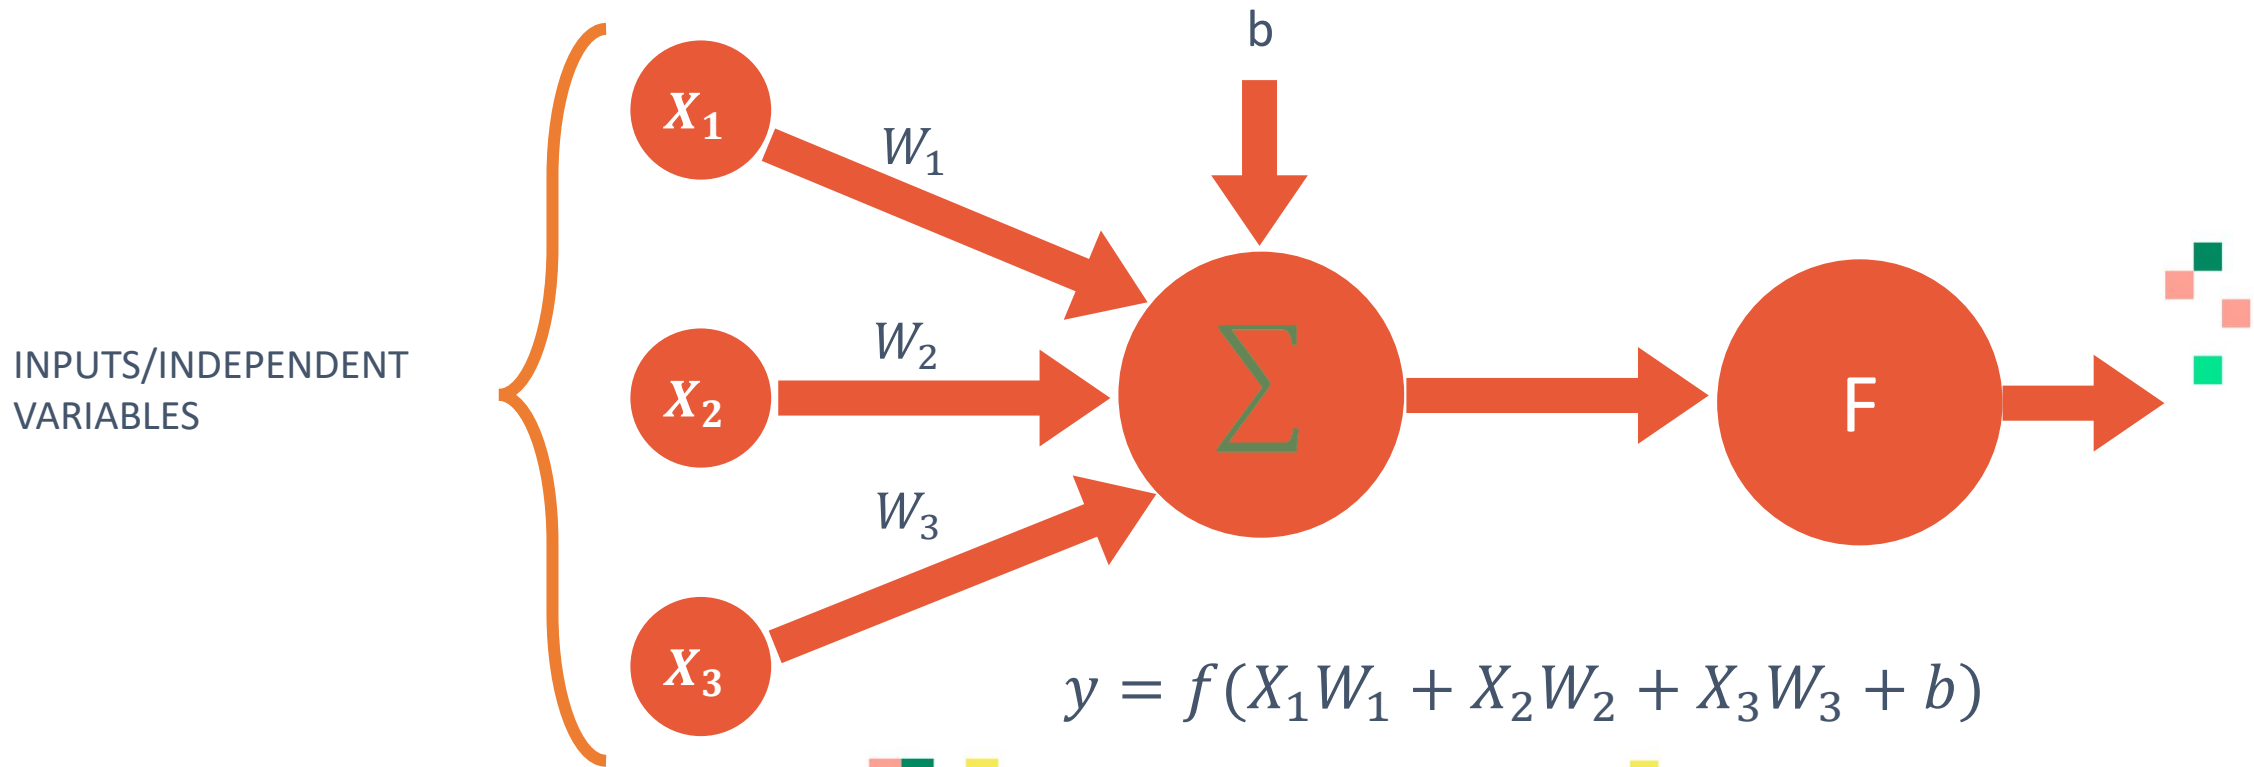 b
X₁
W₁
W₂
INPUTS/INDEPENDENT
VARIABLES
X₂
∑
F
W₃
X₃
y = f(X₁W₁ + X₂W₂ + X₃W₃ + b)